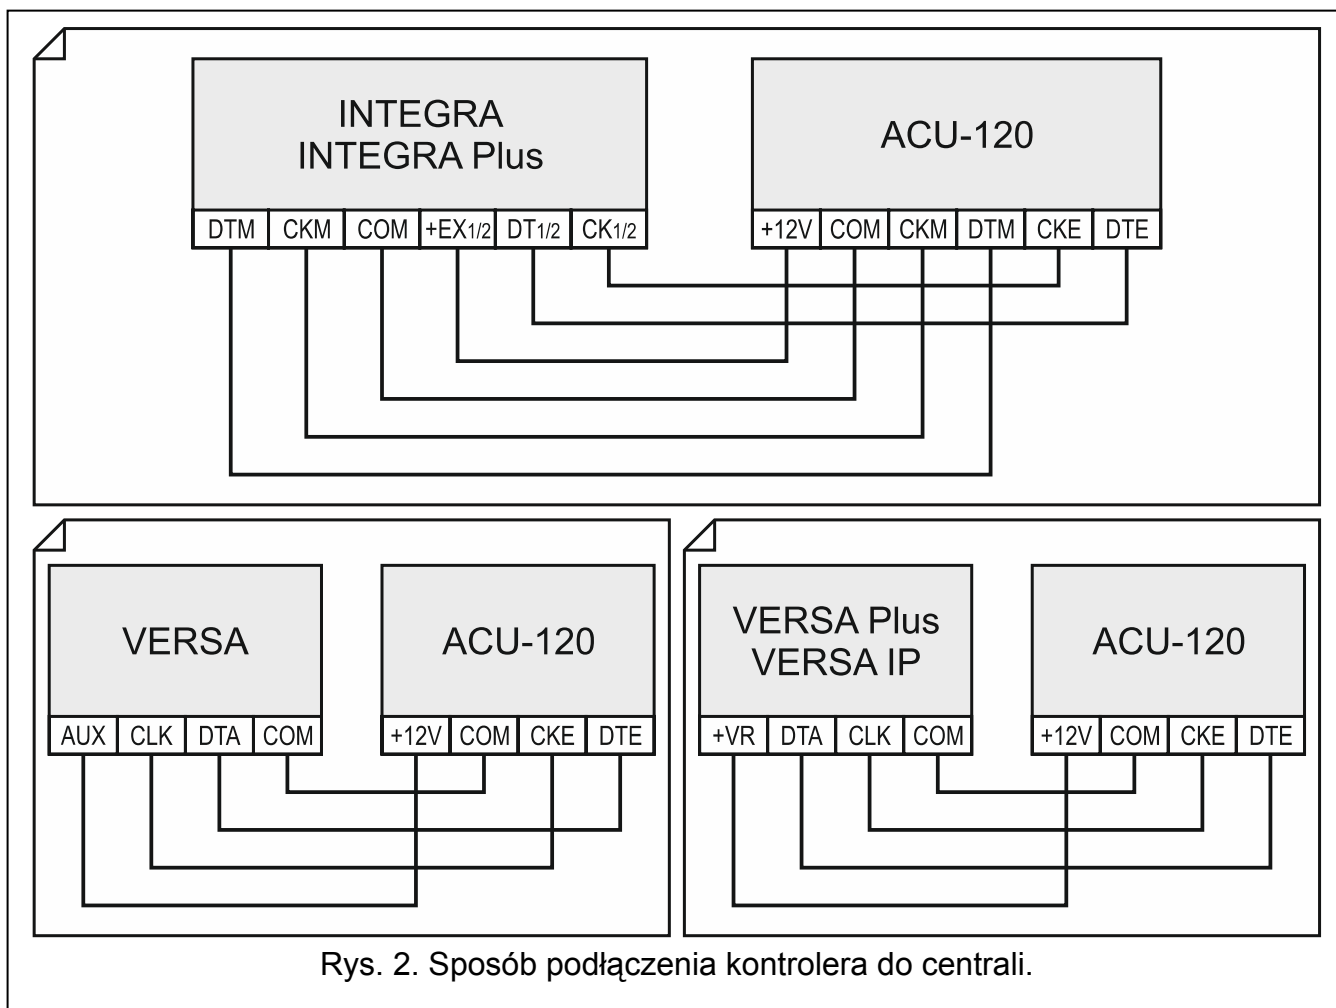 INTEGRA
INTEGRA Plus
ACU-120
DTM CKM COM +EX1/2 DT1/2 CK1/2
+12V COM CKM DTM CKE DTE
VERSA
ACU-120
AUX CLK DTA COM
+12V COM CKE DTE
VERSA Plus
VERSA IP
ACU-120
+VR DTA CLK COM
+12V COM CKE DTE
Rys. 2. Sposób podłączenia kontrolera do centrali.